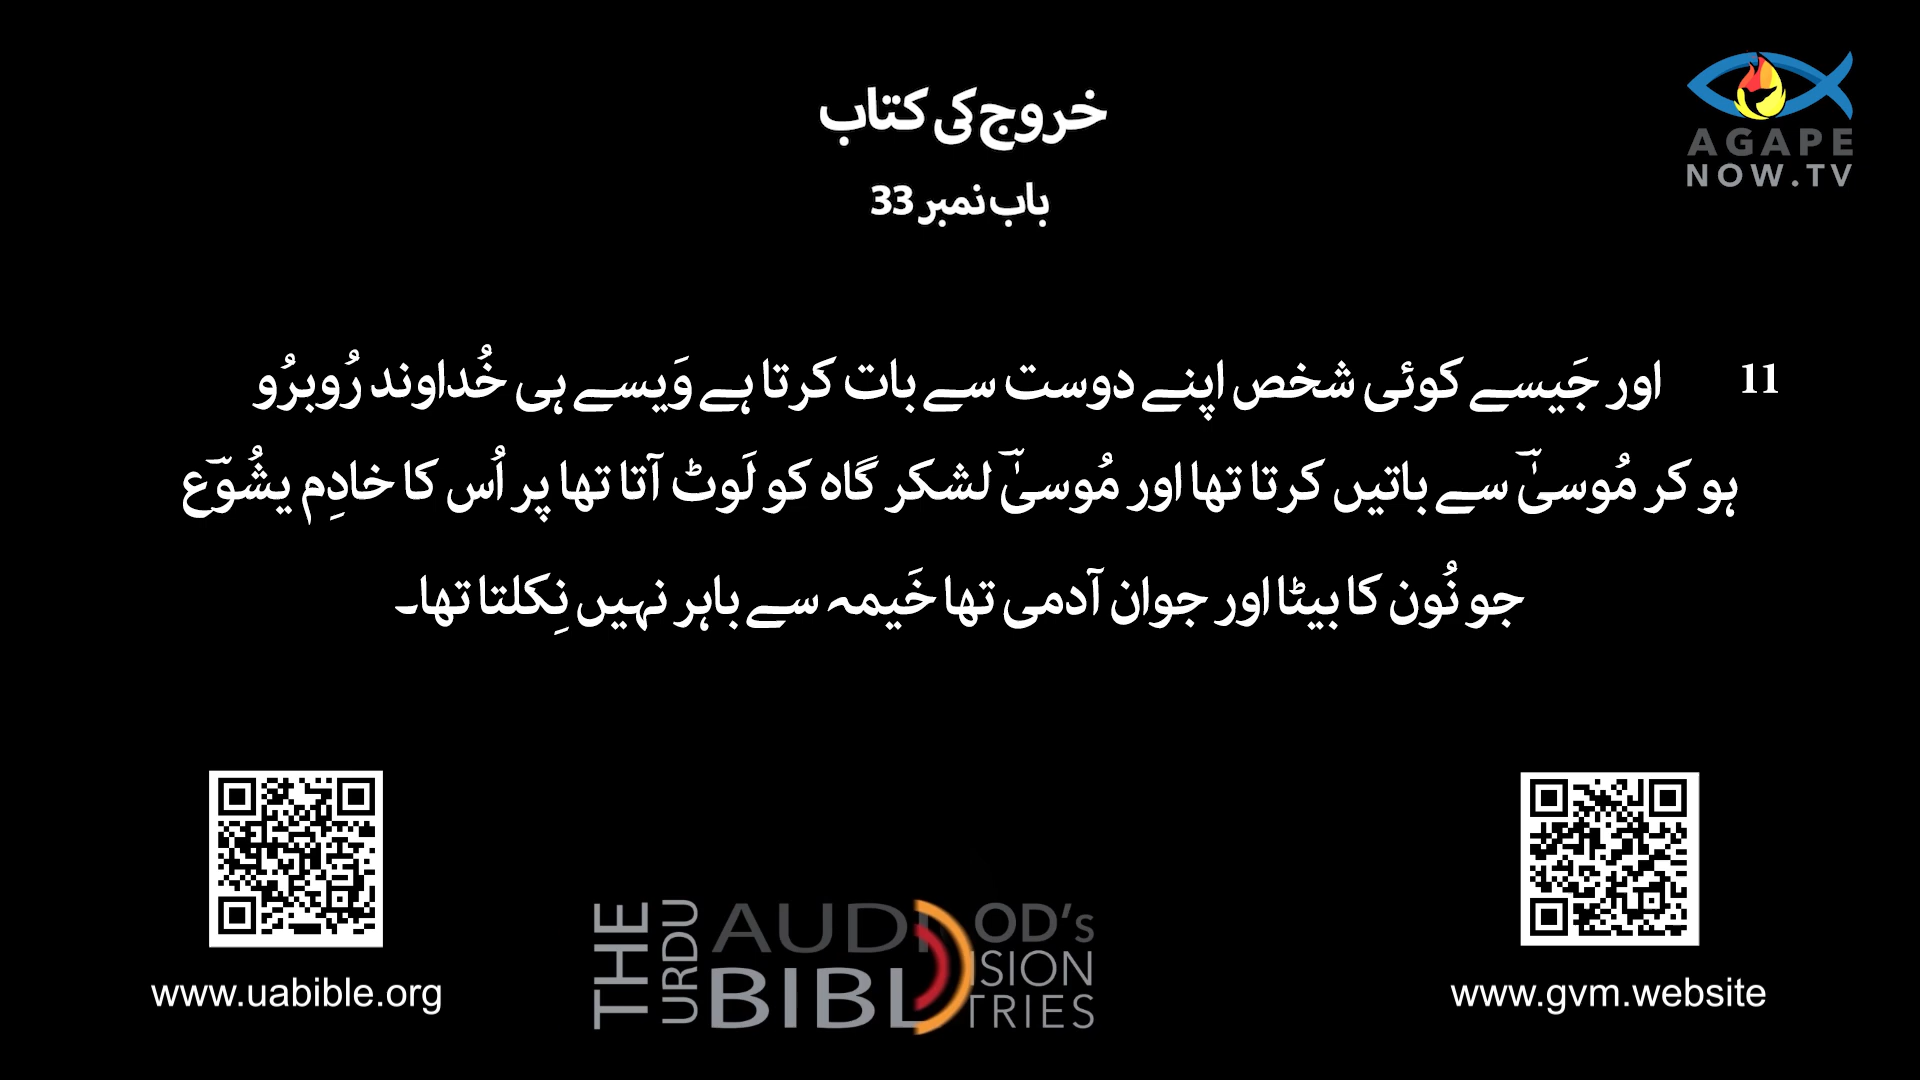 خروج کی کتاب
باب نمبر 33
AGAPE
NOW.TV
11 اور جَیسے کوئی شخص اپنے دوست سے بات کرتا ہے وَیسے ہی خُداوند رُوبرُو
ہو کر مُوسیٰؔ سے باتیں کرتا تھا اور مُوسیٰؔ لشکر گاہ کو لَوٹ آتا تھا پر اُس کا خادِم یشُوؔع
جو نُون کا بیٹا اور جوان آدمی تھا خَیمہ سے باہر نہیں نِکلتا تھا۔
THE
URDU
AUDI
BIBL
OD's
ISION
TRIES
www.uabible.org
www.gvm.website